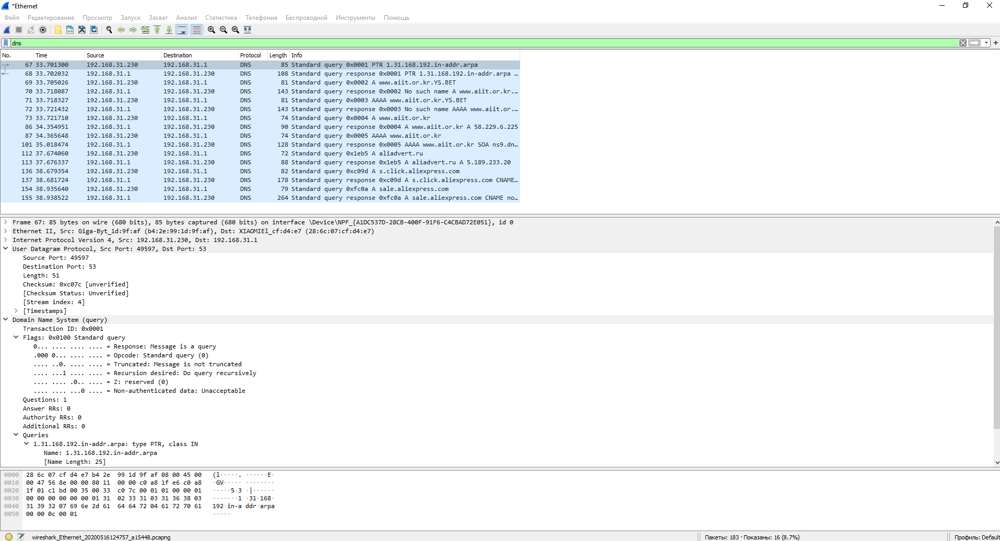 *Ethernet
Файл Редактирование Просмотр Запуск Захват Анализ Статистика Телефония Беспроводной Инструменты Помощь
dns
No. Time Source Destination Protocol Length Info
67 33.701300 192.168.31.230 192.168.31.1 DNS 85 Standard query 0x0001 PTR 1.31.168.192.in-addr.arpa
68 33.702032 192.168.31.1 192.168.31.230 DNS 108 Standard query response 0x0001 PTR 1.31.168.192.in-addr.arpa …
69 33.705026 192.168.31.230 192.168.31.1 DNS 81 Standard query 0x0002 A www.aiit.or.kr.YS.BET
70 33.718087 192.168.31.1 192.168.31.230 DNS 143 Standard query response 0x0002 No such name A www.aiit.or.kr.…
71 33.718327 192.168.31.230 192.168.31.1 DNS 81 Standard query 0x0003 AAAA www.aiit.or.kr.YS.BET
72 33.721432 192.168.31.1 192.168.31.230 DNS 143 Standard query response 0x0003 No such name AAAA www.aiit.or.…
73 33.721710 192.168.31.230 192.168.31.1 DNS 74 Standard query 0x0004 A www.aiit.or.kr
86 34.354951 192.168.31.1 192.168.31.230 DNS 90 Standard query response 0x0004 A www.aiit.or.kr A 58.229.6.225
87 34.365648 192.168.31.230 192.168.31.1 DNS 74 Standard query 0x0005 AAAA www.aiit.or.kr
101 35.018474 192.168.31.1 192.168.31.230 DNS 128 Standard query response 0x0005 AAAA www.aiit.or.kr SOA ns9.dn…
112 37.674060 192.168.31.230 192.168.31.1 DNS 72 Standard query 0x1eb5 A aliadvert.ru
113 37.676337 192.168.31.1 192.168.31.230 DNS 88 Standard query response 0x1eb5 A aliadvert.ru A 5.189.233.20
136 38.679354 192.168.31.230 192.168.31.1 DNS 82 Standard query 0xc09d A s.click.aliexpress.com
137 38.681724 192.168.31.1 192.168.31.230 DNS 178 Standard query response 0xc09d A s.click.aliexpress.com CNAME…
154 38.935640 192.168.31.230 192.168.31.1 DNS 79 Standard query 0xfc0a A sale.aliexpress.com
155 38.938522 192.168.31.1 192.168.31.230 DNS 264 Standard query response 0xfc0a A sale.aliexpress.com CNAME no…
Frame 67: 85 bytes on wire (680 bits), 85 bytes captured (680 bits) on interface \Device\NPF_{A1DC537D-28CB-400F-91F6-C4CBAD72E051}, id 0
Ethernet II, Src: Giga-Byt_1d:9f:af (b4:2e:99:1d:9f:af), Dst: XIAOMIEl_cf:d4:e7 (28:6c:07:cf:d4:e7)
Internet Protocol Version 4, Src: 192.168.31.230, Dst: 192.168.31.1
User Datagram Protocol, Src Port: 49597, Dst Port: 53
Source Port: 49597
Destination Port: 53
Length: 51
Checksum: 0xc07c [unverified]
[Checksum Status: Unverified]
[Stream index: 4]
[Timestamps]
Domain Name System (query)
Transaction ID: 0x0001
Flags: 0x0100 Standard query
0... .... .... .... = Response: Message is a query
.000 0... .... .... = Opcode: Standard query (0)
.... ..0. .... .... = Truncated: Message is not truncated
.... ...1 .... .... = Recursion desired: Do query recursively
.... .... .0.. .... = Z: reserved (0)
.... .... ...0 .... = Non-authenticated data: Unacceptable
Questions: 1
Answer RRs: 0
Authority RRs: 0
Additional RRs: 0
Queries
1.31.168.192.in-addr.arpa: type PTR, class IN
Name: 1.31.168.192.in-addr.arpa
[Name Length: 25]
0000 28 6c 07 cf d4 e7 b4 2e 99 1d 9f af 08 00 45 00 (l·····. ······E·
0010 00 47 56 8e 00 00 80 11 00 00 c0 a8 1f e6 c0 a8 ·GV····· ········
0020 1f 01 c1 bd 00 35 00 33 c0 7c 00 01 01 00 00 01 ·····5·3 ·|······
0030 00 00 00 00 00 00 01 31 02 33 31 03 31 36 38 03 ·······1 ·31·168·
0040 31 39 32 07 69 6e 2d 61 64 64 72 04 61 72 70 61 192·in-a ddr·arpa
0050 00 00 0c 00 01 ·····
wireshark_Ethernet_20200516124757_a15448.pcapng Пакеты: 183 · Показаны: 16 (8.7%) Профиль: Default